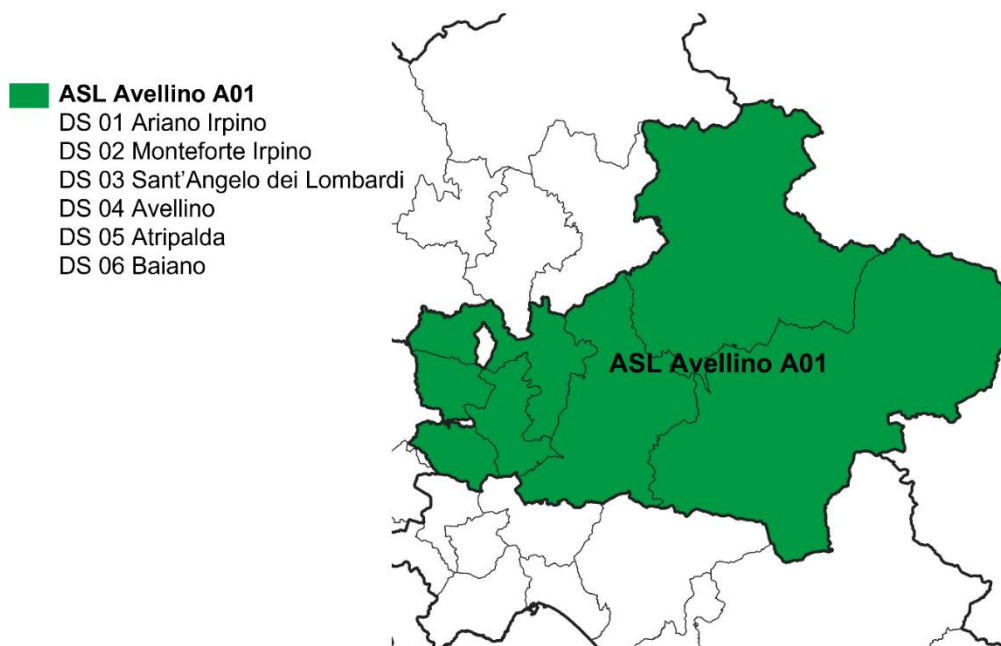 ASL Avellino A01
DS 01 Ariano Irpino
DS 02 Monteforte Irpino
DS 03 Sant'Angelo dei Lombardi
DS 04 Avellino
DS 05 Atripalda
DS 06 Baiano
ASL Avellino A01